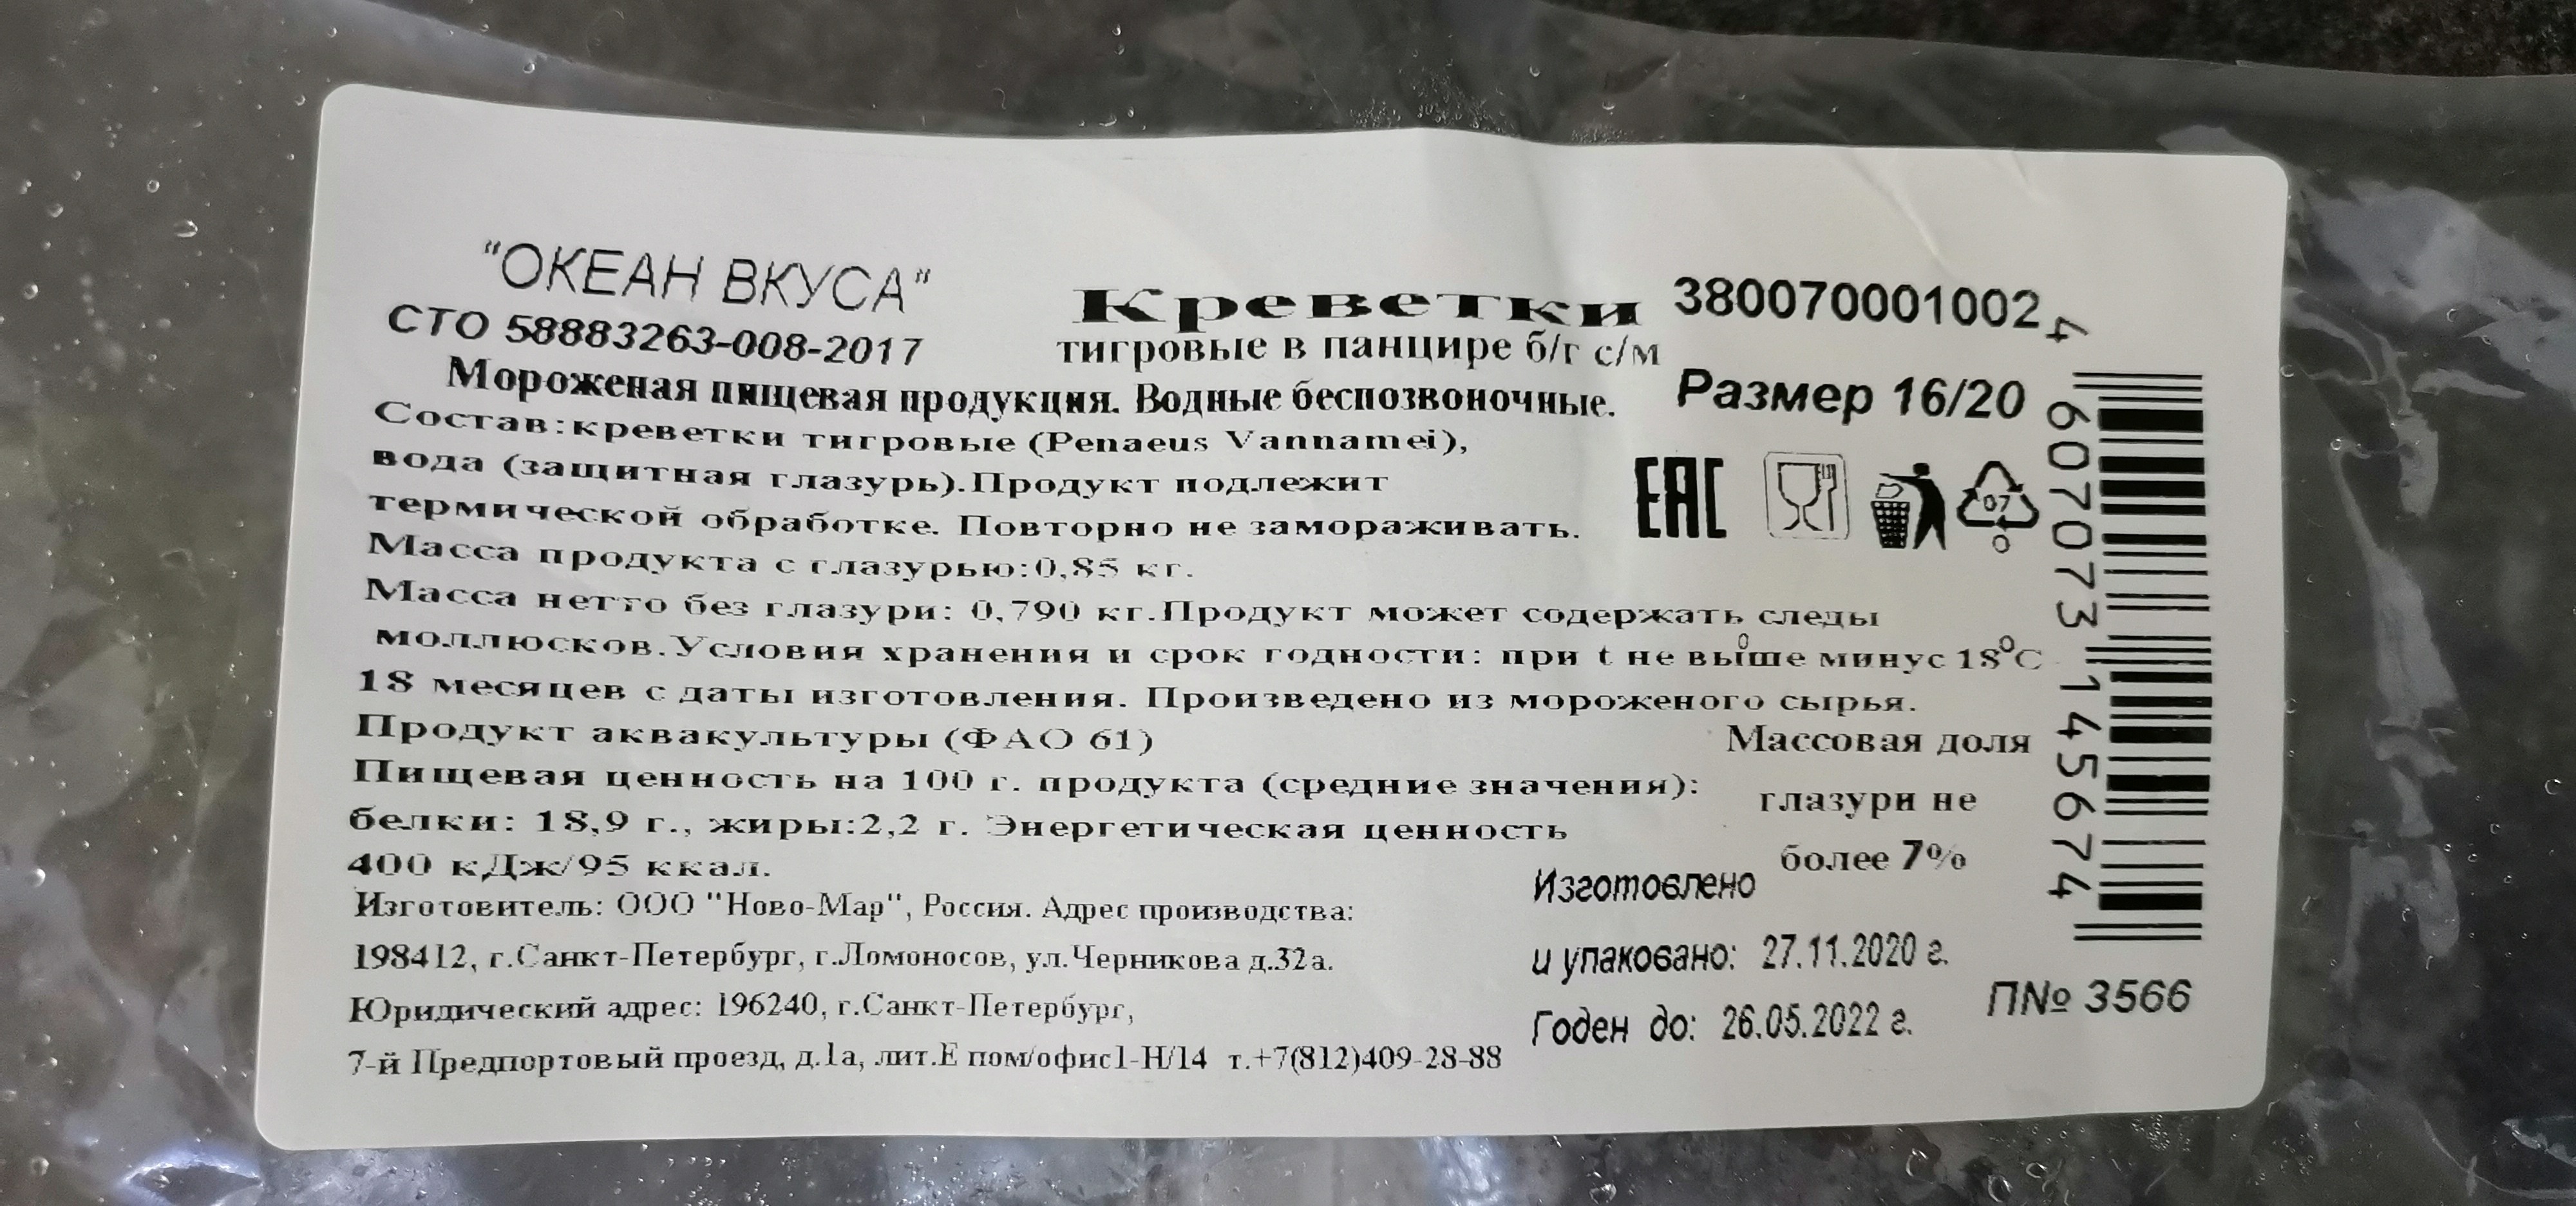 "ОКЕАН ВКУСА"
СТО 58883263-008-2017
Креветки
тигровые в панцире б/г с/м
380070001002
Размер 16/20
Мороженая пищевая продукция. Водные беспозвоночные.
Состав:креветки тигровые (Penaeus Vannamei),
вода (защитная глазурь).Продукт подлежит
термической обработке. Повторно не замораживать.
Масса продукта с глазурью:0,85 кг.
Масса нетто без глазури: 0,790 кг.Продукт может содержать следы
моллюсков.Условия хранения и срок годности: при t не выше минус 18°С
18 месяцев с даты изготовления. Произведено из мороженого сырья.
Продукт аквакультуры (ФАО 61)
Пищевая ценность на 100 г. продукта (средние значения):
белки: 18,9 г., жиры:2,2 г. Энергетическая ценность
400 кДж/95 ккал.
Изготовитель: ООО "Ново-Мар", Россия. Адрес производства:
198412, г.Санкт-Петербург, г.Ломоносов, ул.Черникова д.32а.
Юридический адрес: 196240, г.Санкт-Петербург,
7-й Предпортовый проезд, д.1а, лит.Е пом/офис1-Н/14 т.+7(812)409-28-88
EAC
07
Массовая доля
глазури не
более 7%
Изготовлено
и упаковано: 27.11.2020 г.
Годен до: 26.05.2022 г.
П№ 3566
4 607073 145674